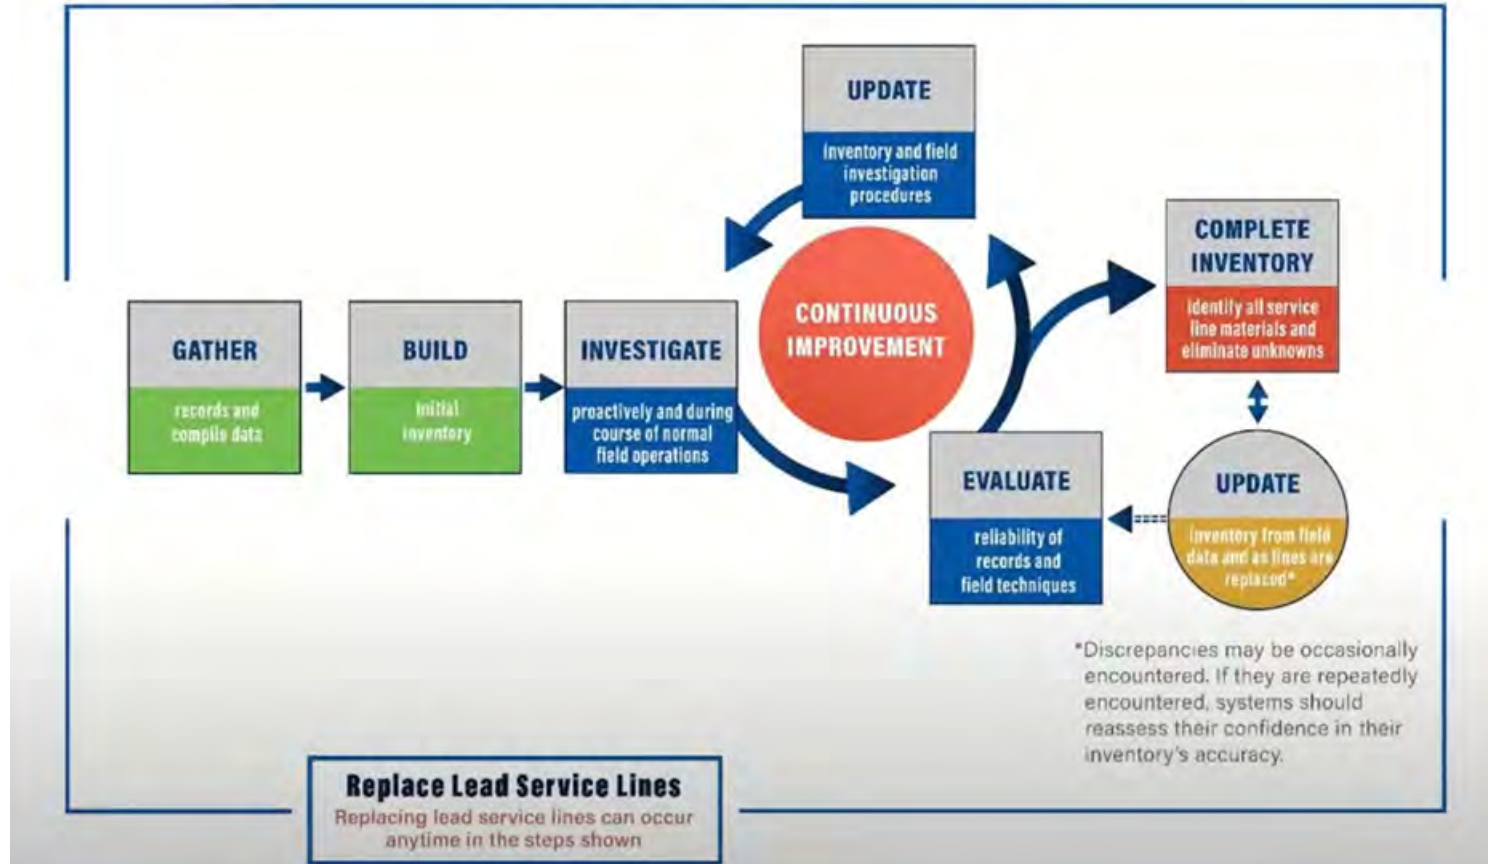 UPDATE
inventory and field
investigation
procedures
COMPLETE
INVENTORY
identify all service
line materials and
eliminate unknowns
CONTINUOUS
IMPROVEMENT
GATHER
records and
compile data
BUILD
initial
inventory
INVESTIGATE
proactively and during
course of normal
field operations
EVALUATE
reliability of
records and
field techniques
UPDATE
inventory from field
data and as lines are
replaced*
*Discrepancies may be occasionally
encountered. If they are repeatedly
encountered, systems should
reassess their confidence in their
inventory's accuracy.
Replace Lead Service Lines
Replacing lead service lines can occur
anytime in the steps shown